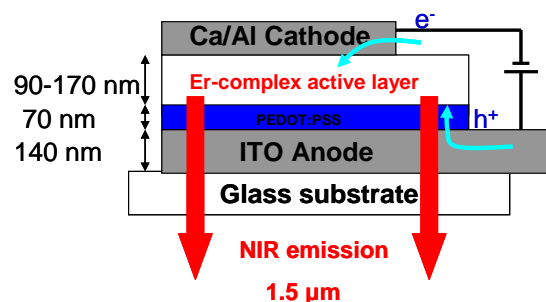 Ca/Al Cathode
e-
90-170 nm
Er-complex active layer
70 nm
PEDOT:PSS
h+
140 nm
ITO Anode
Glass substrate
NIR emission
1.5 µm